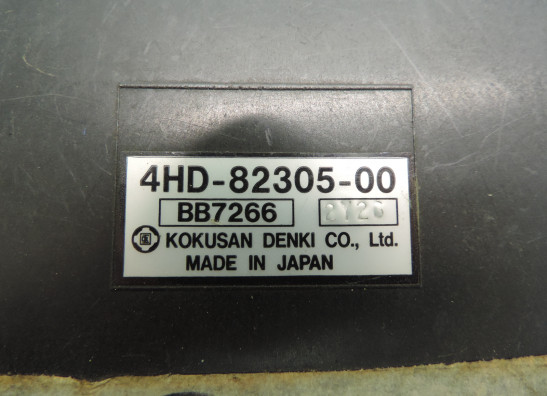 4HD-82305-00
BB7266
KOKUSAN DENKI CO., Ltd.
MADE IN JAPAN